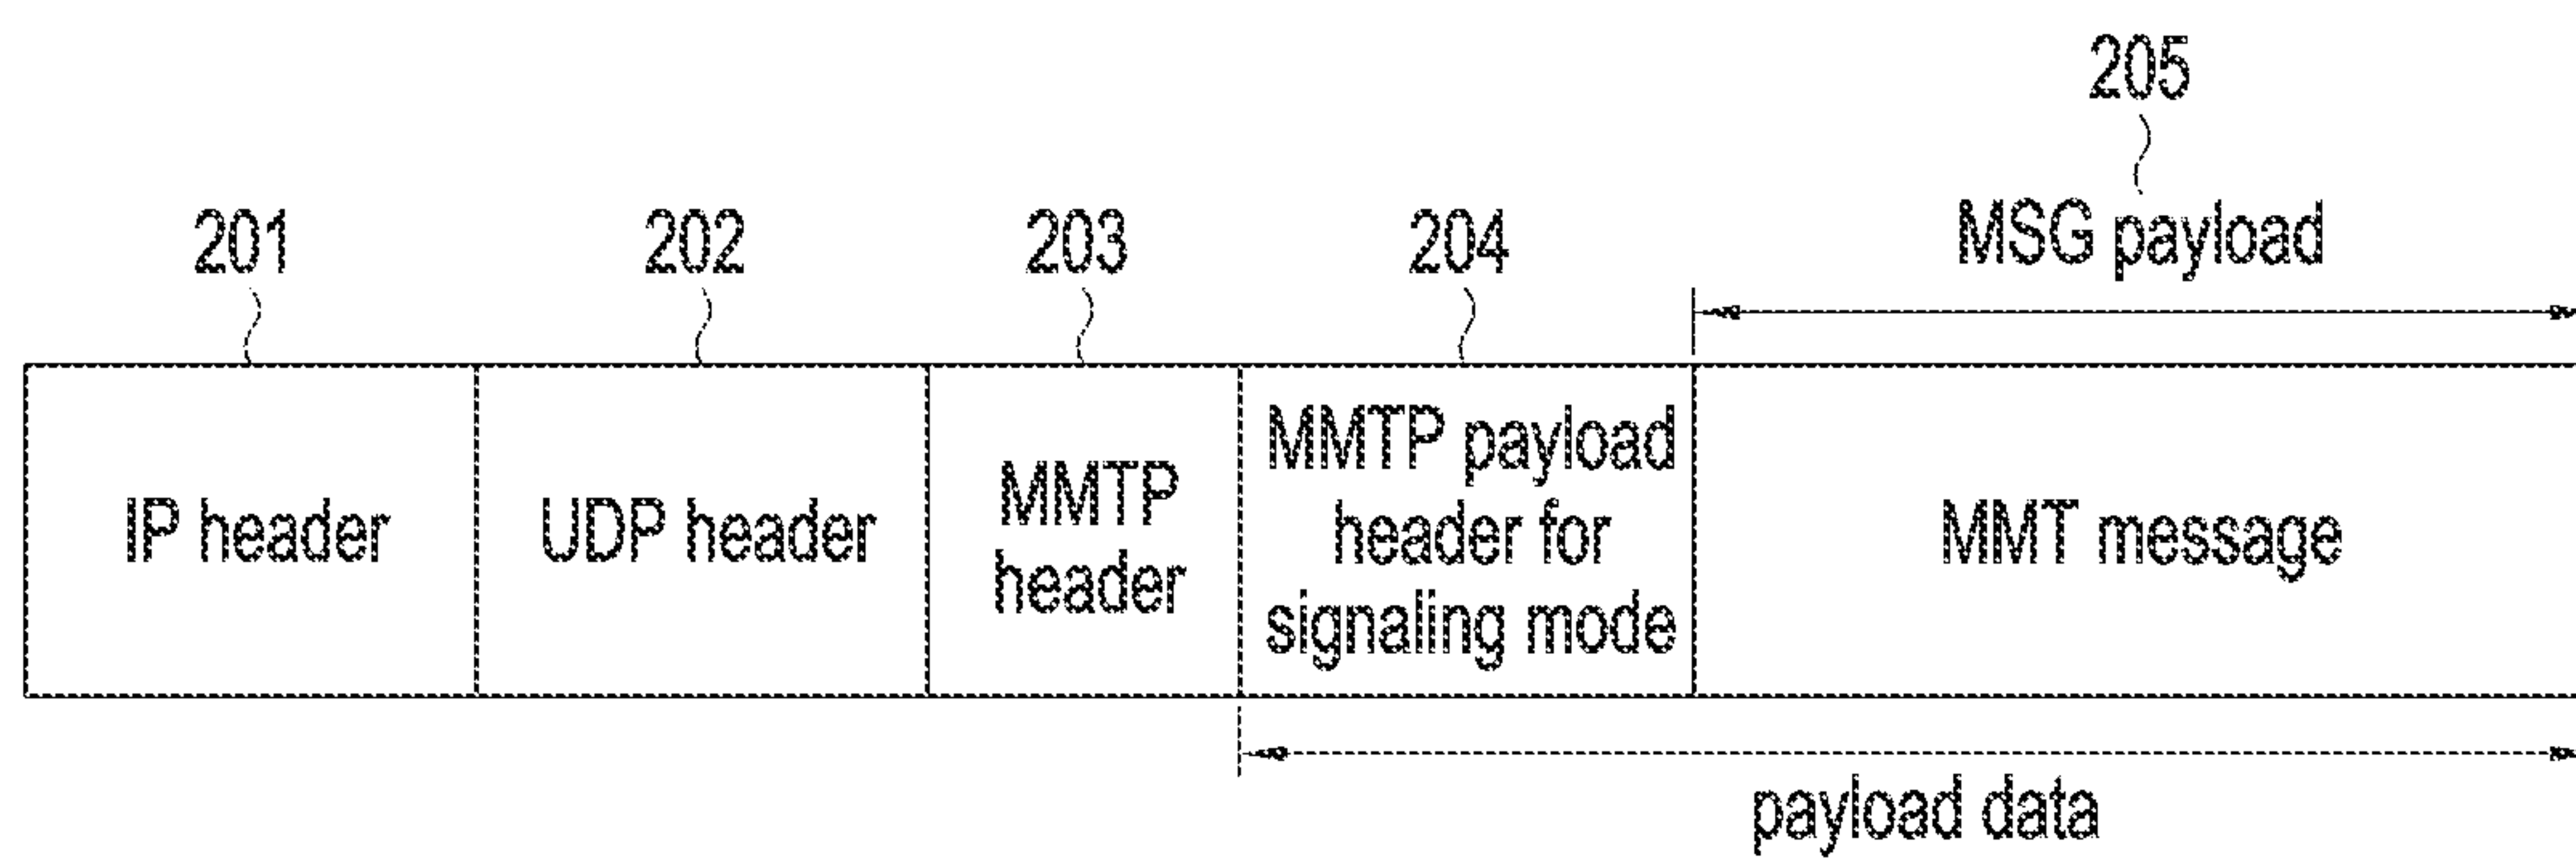 205
201
202
203
204
MSG payload
IP header
UDP header
MMTP
header
MMTP payload
header for
signaling mode
MMT message
payload data